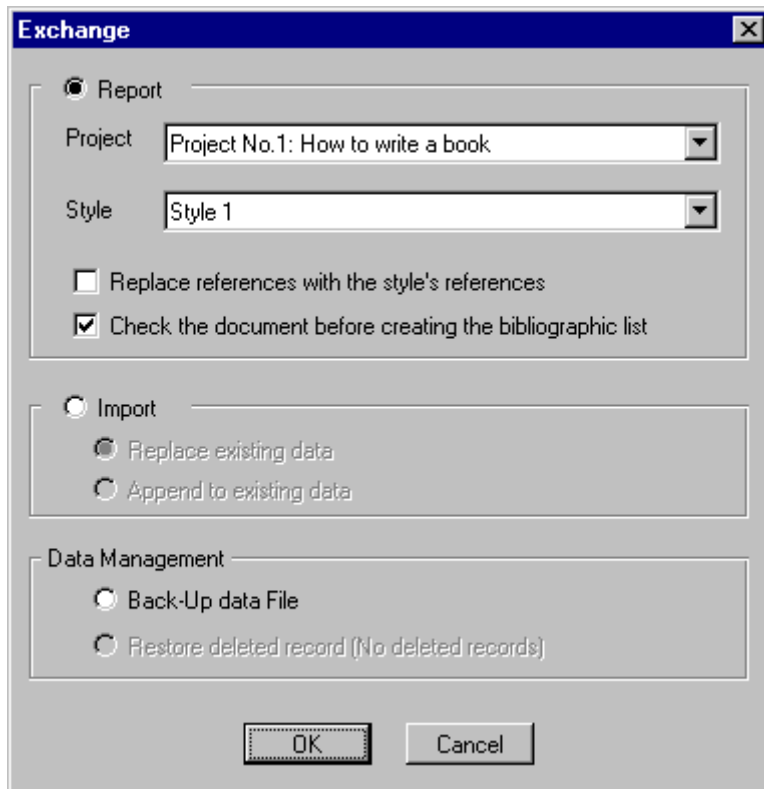 Exchange
Report
Project Project No.1: How to write a book
Style Style 1
Replace references with the style's references
Check the document before creating the bibliographic list
Import
Replace existing data
Append to existing data
Data Management
Back-Up data File
Restore deleted record (No deleted records)
OK Cancel